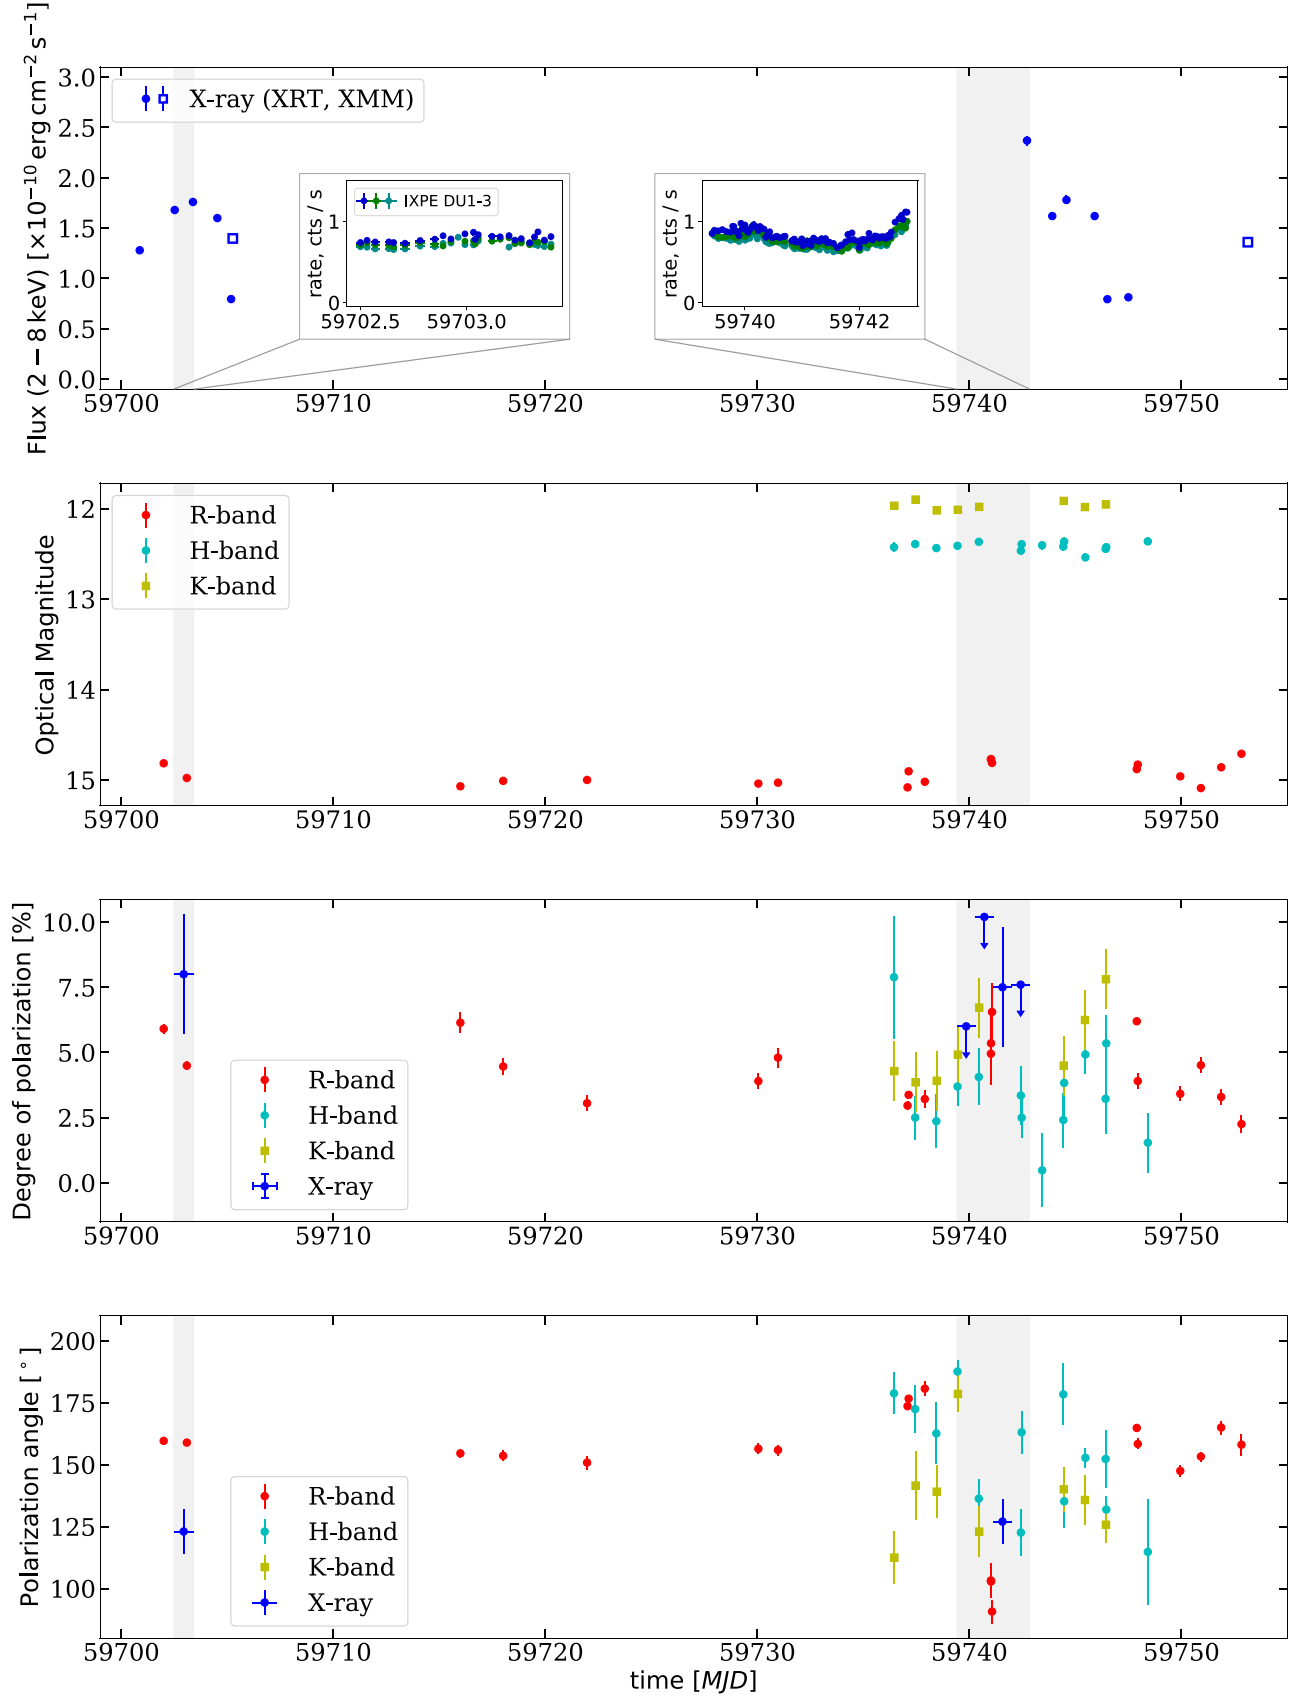 Flux (2 − 8 keV) [×10⁻¹⁰ erg cm⁻² s⁻¹]
3.0
2.5
2.0
1.5
1.0
0.5
0.0
X-ray (XRT, XMM)
rate, cts / s
1
0
IXPE DU1-3
59702.5 59703.0
rate, cts / s
1
0
59740 59742
59700 59710 59720 59730 59740 59750
Optical Magnitude
12
13
14
15
R-band
H-band
K-band
59700 59710 59720 59730 59740 59750
Degree of polarization [%]
10.0
7.5
5.0
2.5
0.0
R-band
H-band
K-band
X-ray
59700 59710 59720 59730 59740 59750
Polarization angle [°]
200
175
150
125
100
R-band
H-band
K-band
X-ray
59700 59710 59720 59730 59740 59750
time [MJD]